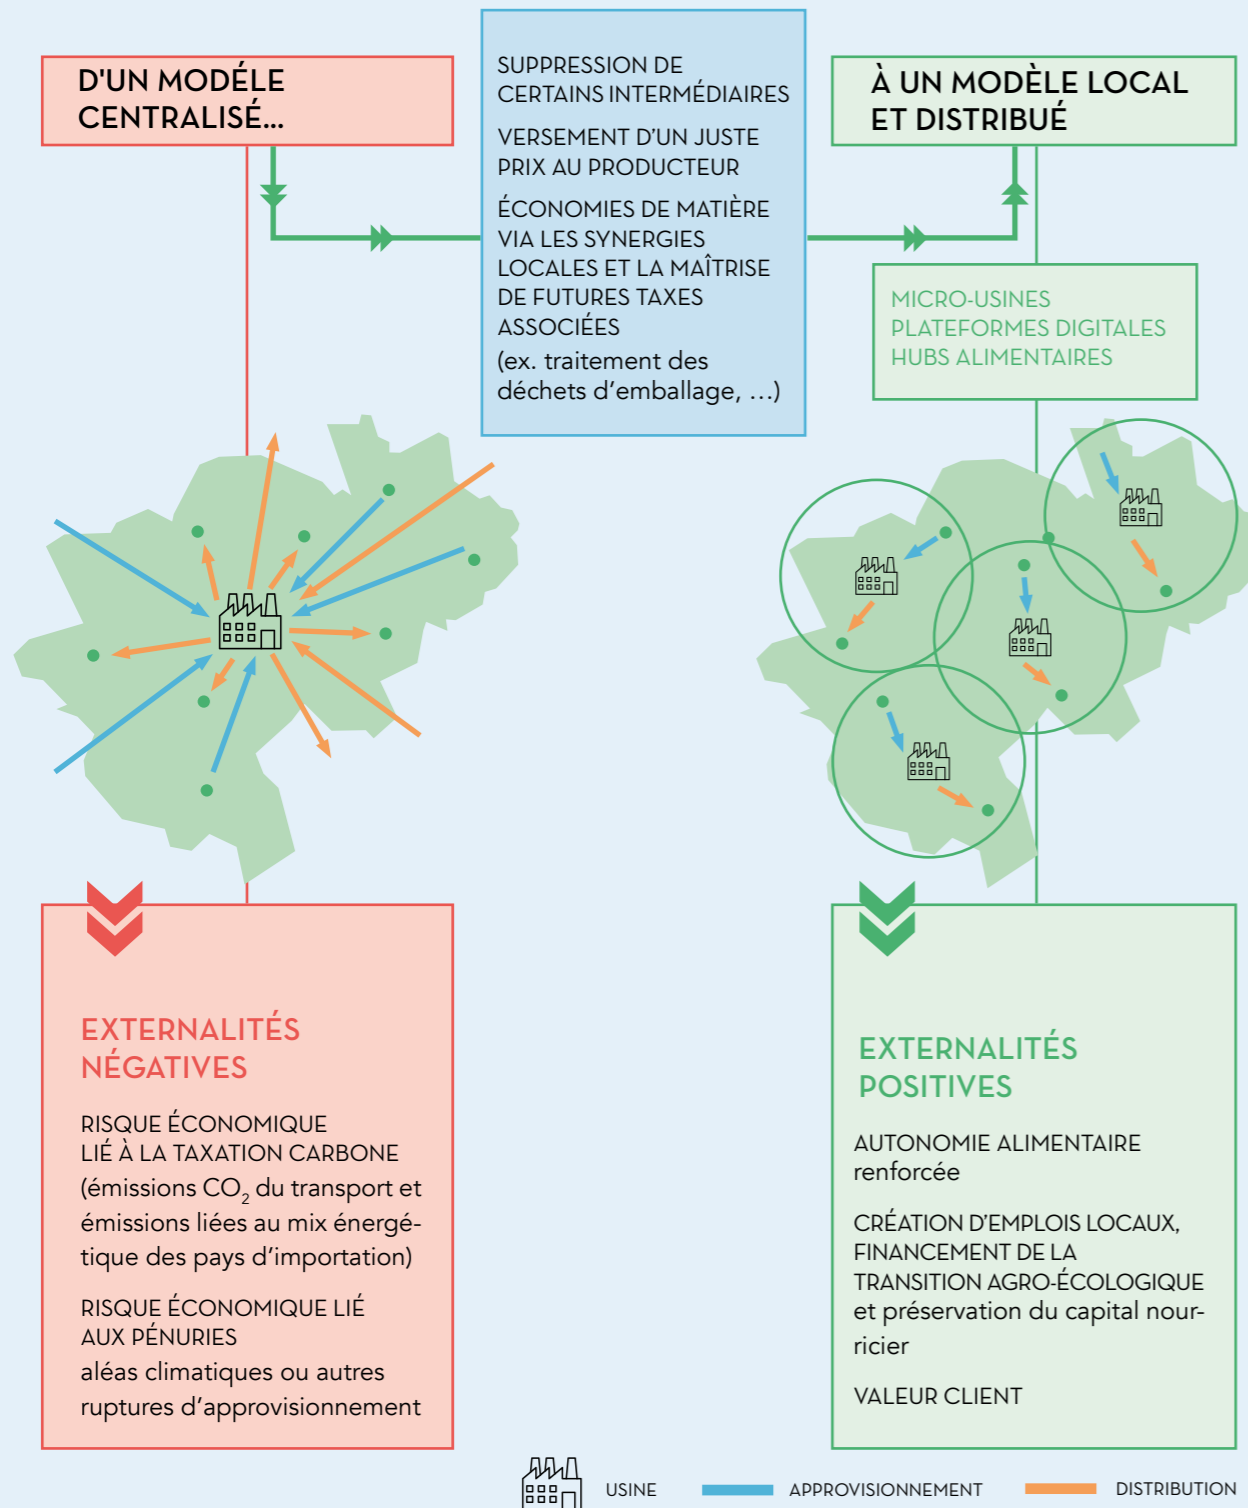 D'UN MODÉLE
CENTRALISÉ...
SUPPRESSION DE
CERTAINS INTERMÉDIAIRES
VERSEMENT D'UN JUSTE
PRIX AU PRODUCTEUR
ÉCONOMIES DE MATIÈRE
VIA LES SYNERGIES
LOCALES ET LA MAÎTRISE
DE FUTURES TAXES
ASSOCIÉES
(ex. traitement des
déchets d'emballage, …)
À UN MODÈLE LOCAL
ET DISTRIBUÉ
MICRO-USINES
PLATEFORMES DIGITALES
HUBS ALIMENTAIRES
EXTERNALITÉS
NÉGATIVES
RISQUE ÉCONOMIQUE
LIÉ À LA TAXATION CARBONE
(émissions CO₂ du transport et
émissions liées au mix énergé-
tique des pays d'importation)
RISQUE ÉCONOMIQUE LIÉ
AUX PÉNURIES
aléas climatiques ou autres
ruptures d'approvisionnement
EXTERNALITÉS
POSITIVES
AUTONOMIE ALIMENTAIRE
renforcée
CRÉATION D'EMPLOIS LOCAUX,
FINANCEMENT DE LA
TRANSITION AGRO-ÉCOLOGIQUE
et préservation du capital nour-
ricier
VALEUR CLIENT
USINE
APPROVISIONNEMENT
DISTRIBUTION